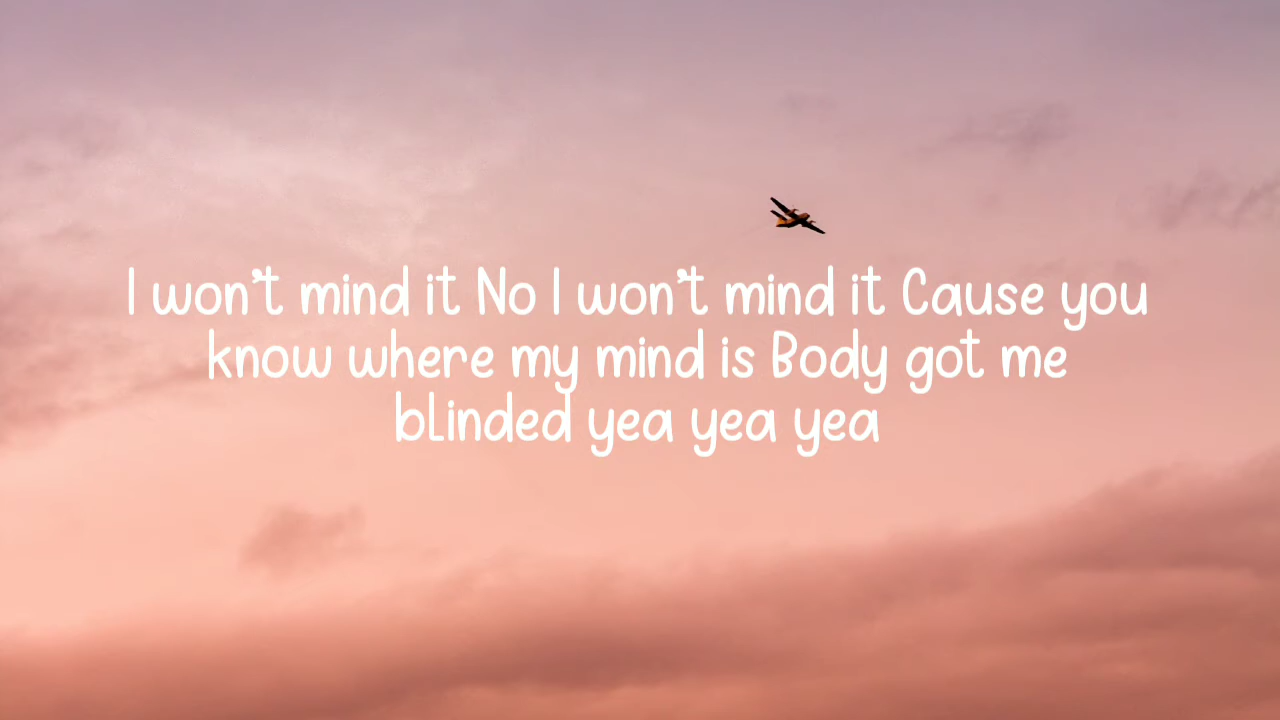 I won't mind it No I won't mind it Cause you
know where my mind is Body got me
blinded yea yea yea